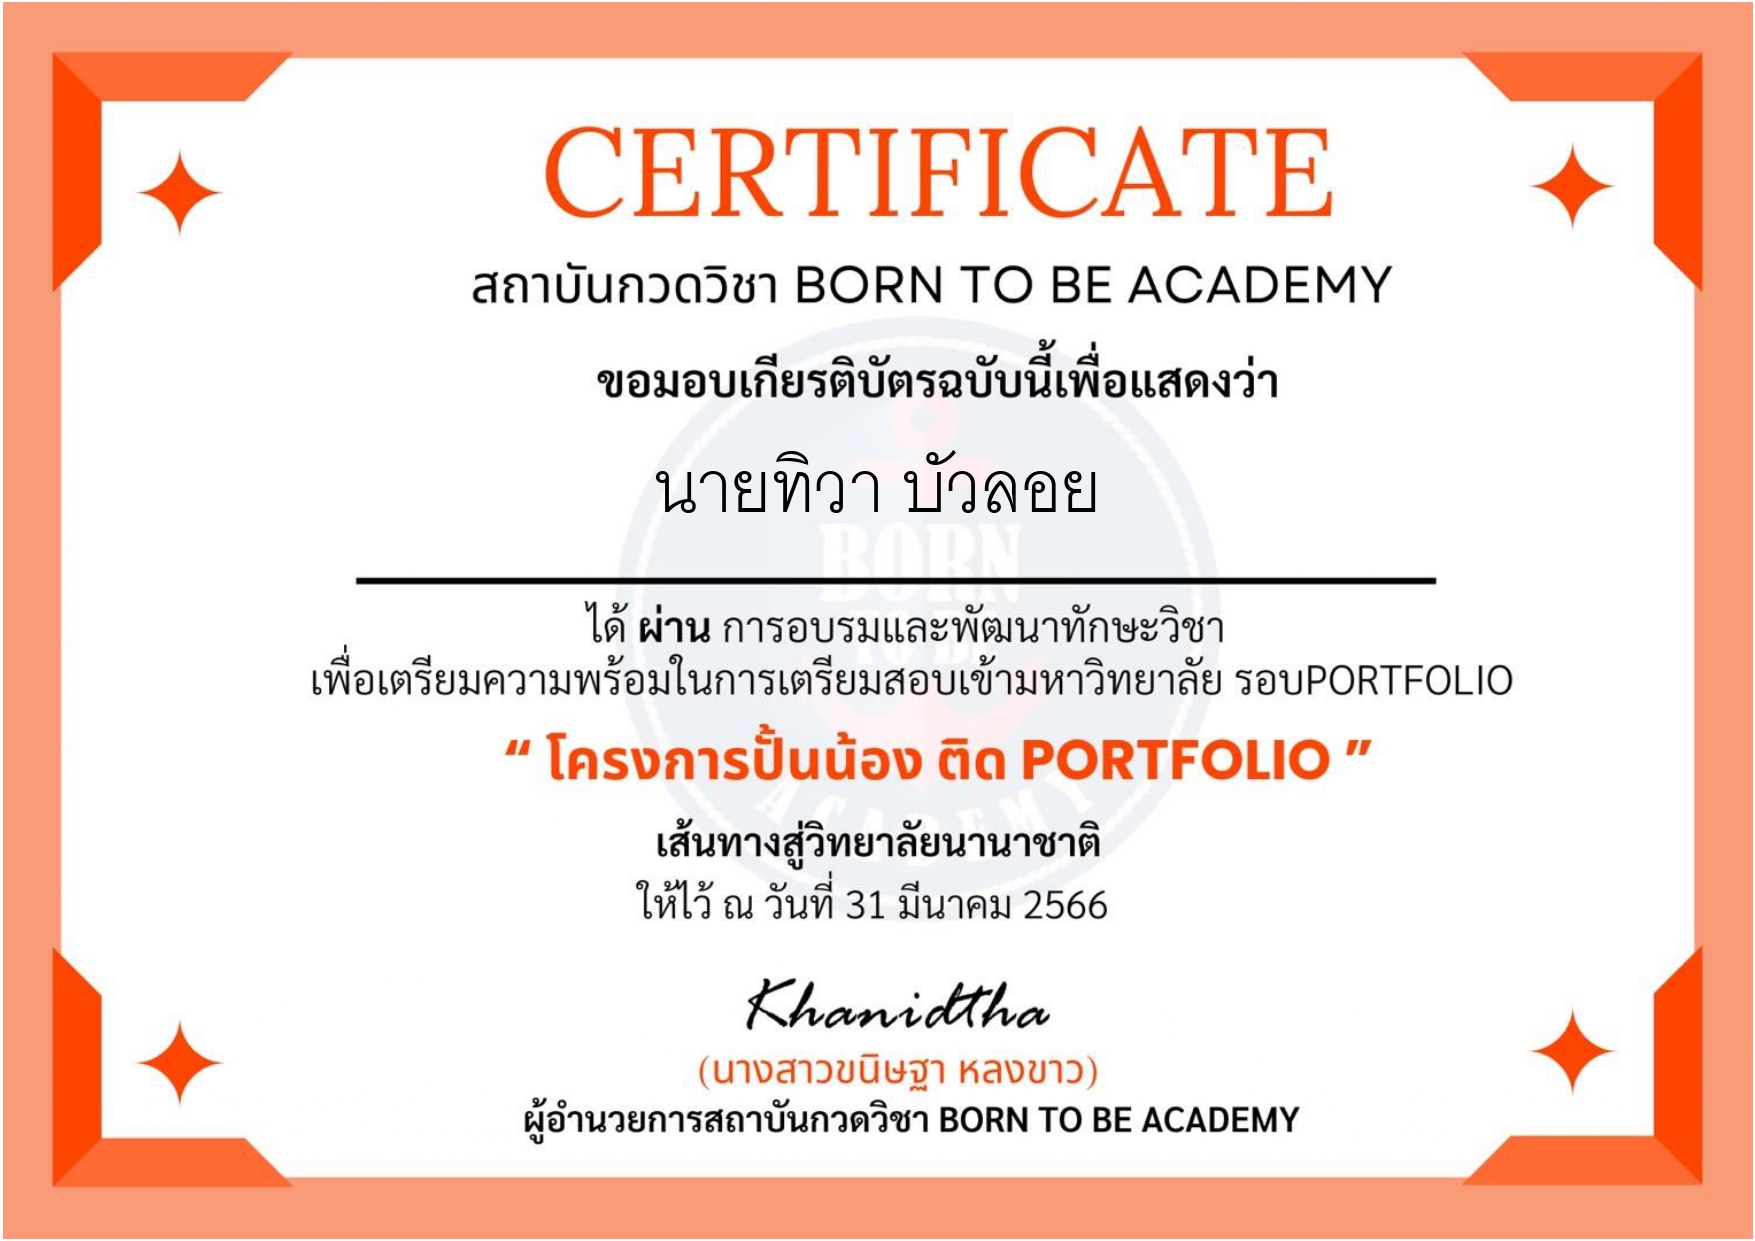 CERTIFICATE
สถาบันกวดวิชา BORN TO BE ACADEMY
ขอมอบเกียรติบัตรฉบับนี้เพื่อแสดงว่า
นายทิวา บัวลอย
BORN
TO BE
ได้ ผ่าน การอบรมและพัฒนาทักษะวิชา
เพื่อเตรียมความพร้อมในการเตรียมสอบเข้ามหาวิทยาลัย รอบPORTFOLIO
“ โครงการปั้นน้อง ติด PORTFOLIO ”
ACADEMY
เส้นทางสู่วิทยาลัยนานาชาติ
ให้ไว้ ณ วันที่ 31 มีนาคม 2566
Khanidtha
(นางสาวขนิษฐา หลงขาว)
ผู้อำนวยการสถาบันกวดวิชา BORN TO BE ACADEMY